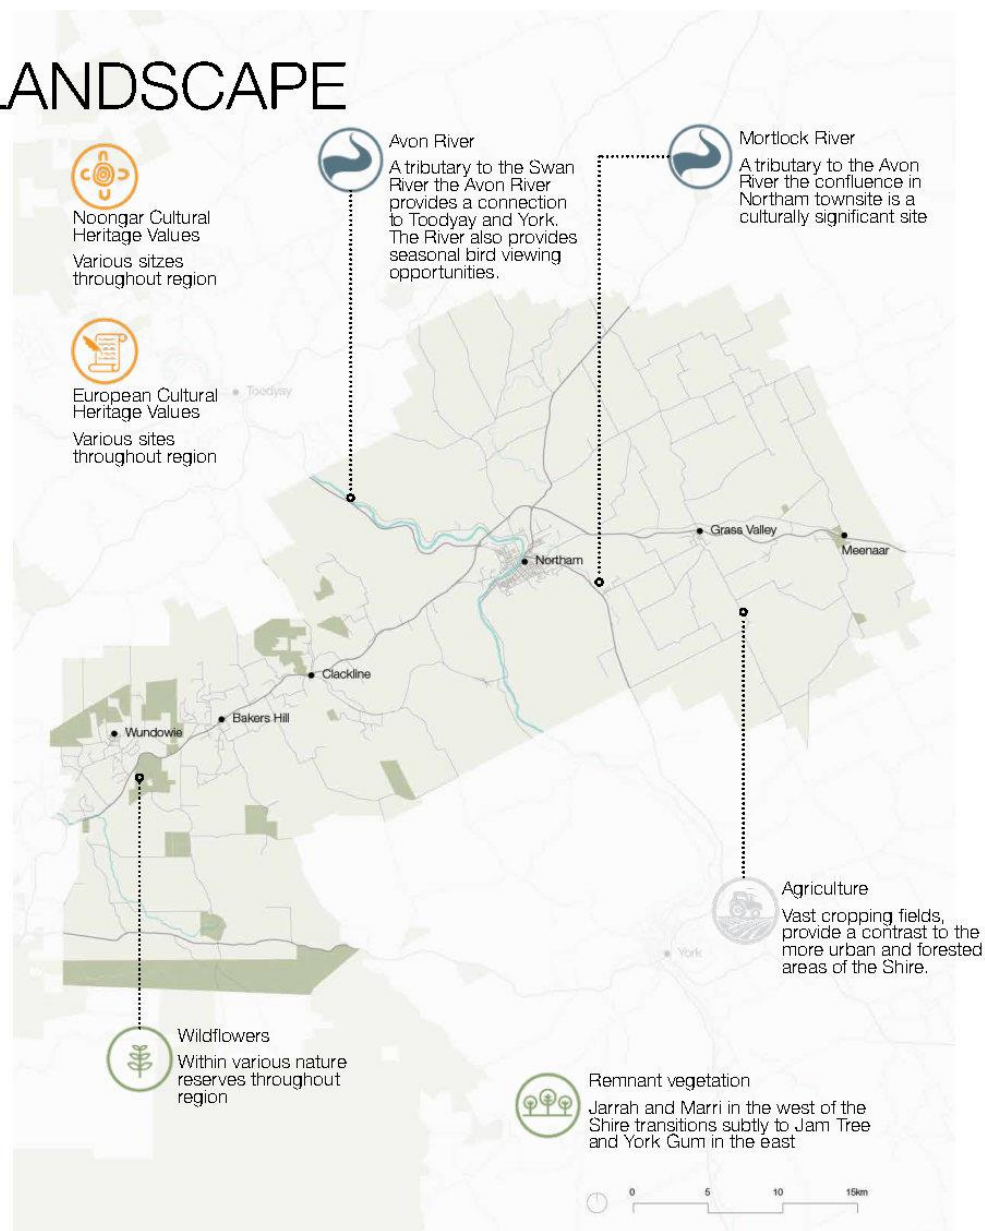 LANDSCAPE
Noongar Cultural
Heritage Values
Various sitzes
throughout region
European Cultural
Heritage Values
Various sites
throughout region
Avon River
A tributary to the Swan
River the Avon River
provides a connection
to Toodyay and York.
The River also provides
seasonal bird viewing
opportunities.
Mortlock River
A tributary to the Avon
River the confluence in
Northam townsite is a
culturally significant site
Toodyay
Grass Valley
Meenaar
Northam
Clackline
Bakers Hill
Wundowie
York
Agriculture
Vast cropping fields,
provide a contrast to the
more urban and forested
areas of the Shire.
Wildflowers
Within various nature
reserves throughout
region
Remnant vegetation
Jarrah and Marri in the west of the
Shire transitions subtly to Jam Tree
and York Gum in the east
0 5 10 15km